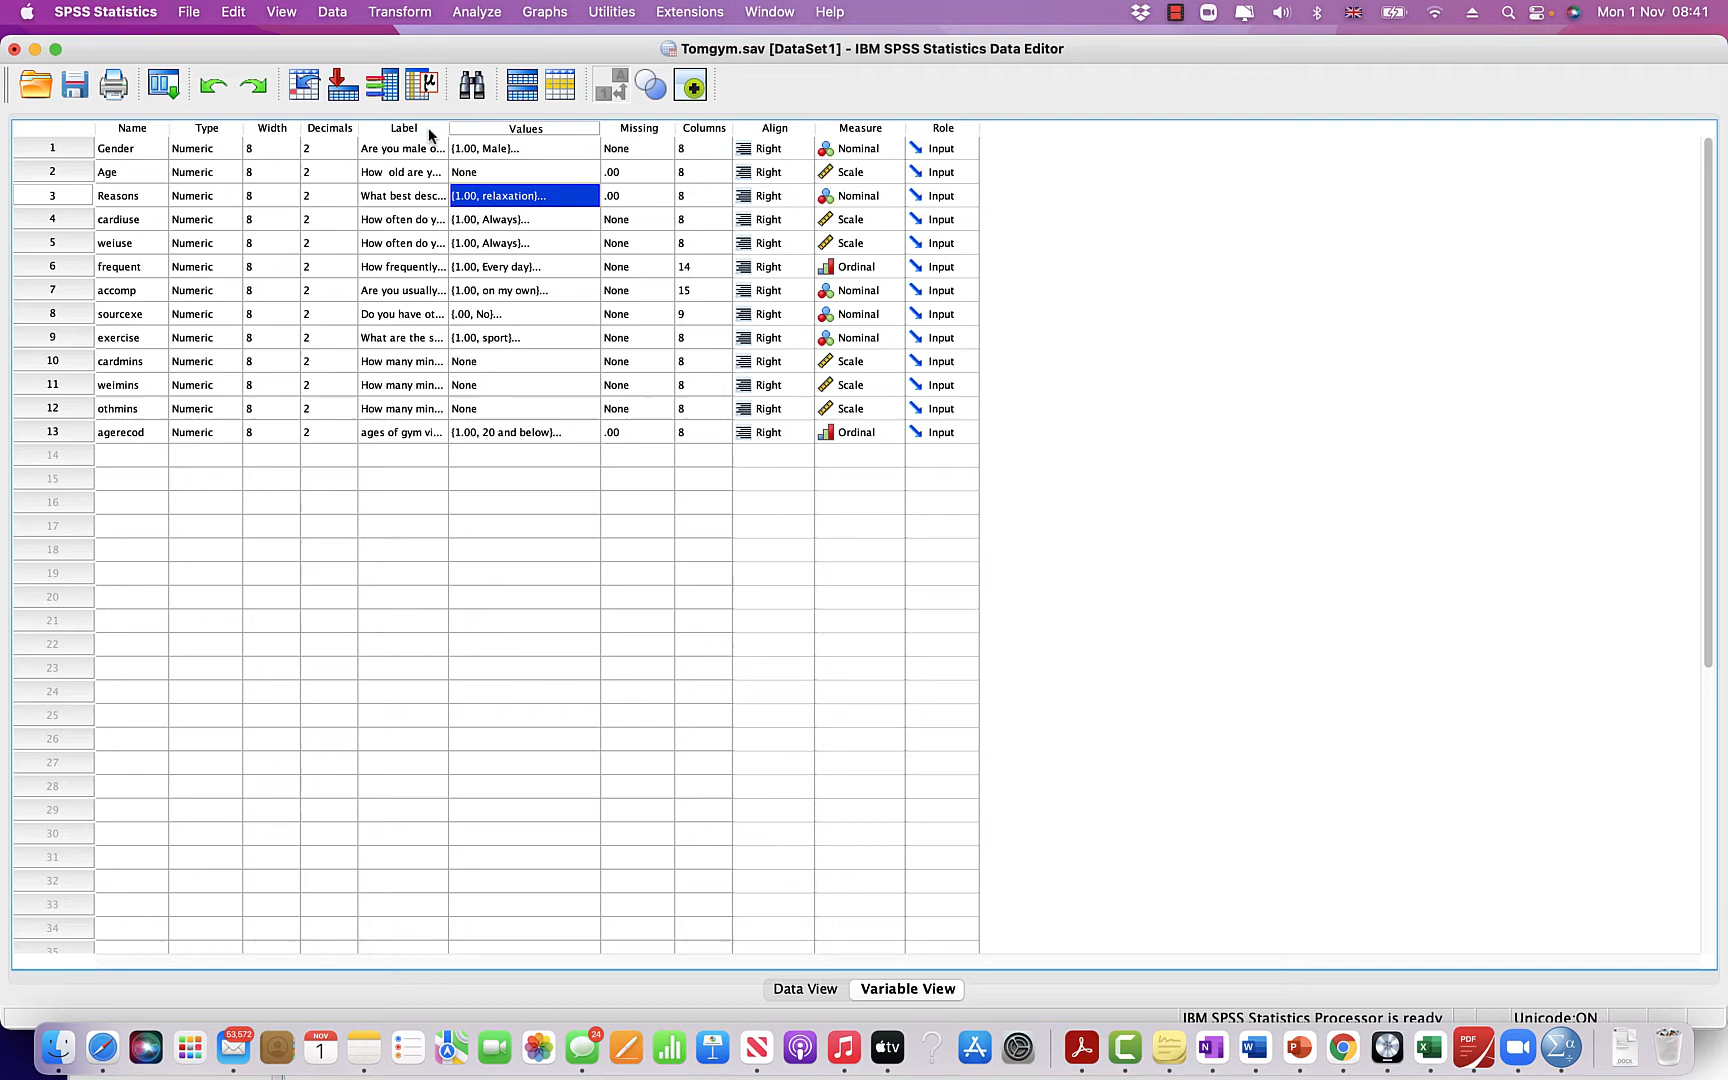 SPSS Statistics File Edit View Data Transform Analyze Graphs Utilities Extensions Window Help Mon 1 Nov 08:41
Tomgym.sav [DataSet1] - IBM SPSS Statistics Data Editor
Name Type Width Decimals Label Values Missing Columns Align Measure Role
1 Gender Numeric 8 2 Are you male o... {1.00, Male}... None 8 Right Nominal Input
2 Age Numeric 8 2 How old are y... None .00 8 Right Scale Input
3 Reasons Numeric 8 2 What best desc... {1.00, relaxation}... .00 8 Right Nominal Input
4 cardiuse Numeric 8 2 How often do y... {1.00, Always}... None 8 Right Scale Input
5 weiuse Numeric 8 2 How often do y... {1.00, Always}... None 8 Right Scale Input
6 frequent Numeric 8 2 How frequently... {1.00, Every day}... None 14 Right Ordinal Input
7 accomp Numeric 8 2 Are you usually... {1.00, on my own}... None 15 Right Nominal Input
8 sourcexe Numeric 8 2 Do you have ot... {.00, No}... None 9 Right Nominal Input
9 exercise Numeric 8 2 What are the s... {1.00, sport}... None 8 Right Nominal Input
10 cardmins Numeric 8 2 How many min... None None 8 Right Scale Input
11 weimins Numeric 8 2 How many min... None None 8 Right Scale Input
12 othmins Numeric 8 2 How many min... None None 8 Right Scale Input
13 agerecod Numeric 8 2 ages of gym vi... {1.00, 20 and below}... .00 8 Right Ordinal Input
14
15
16
17
18
19
20
21
22
23
24
25
26
27
28
29
30
31
32
33
34
35
Data View Variable View
IBM SPSS Statistics Processor is ready Unicode:ON
53,572 NOV 1 24 tv PDF